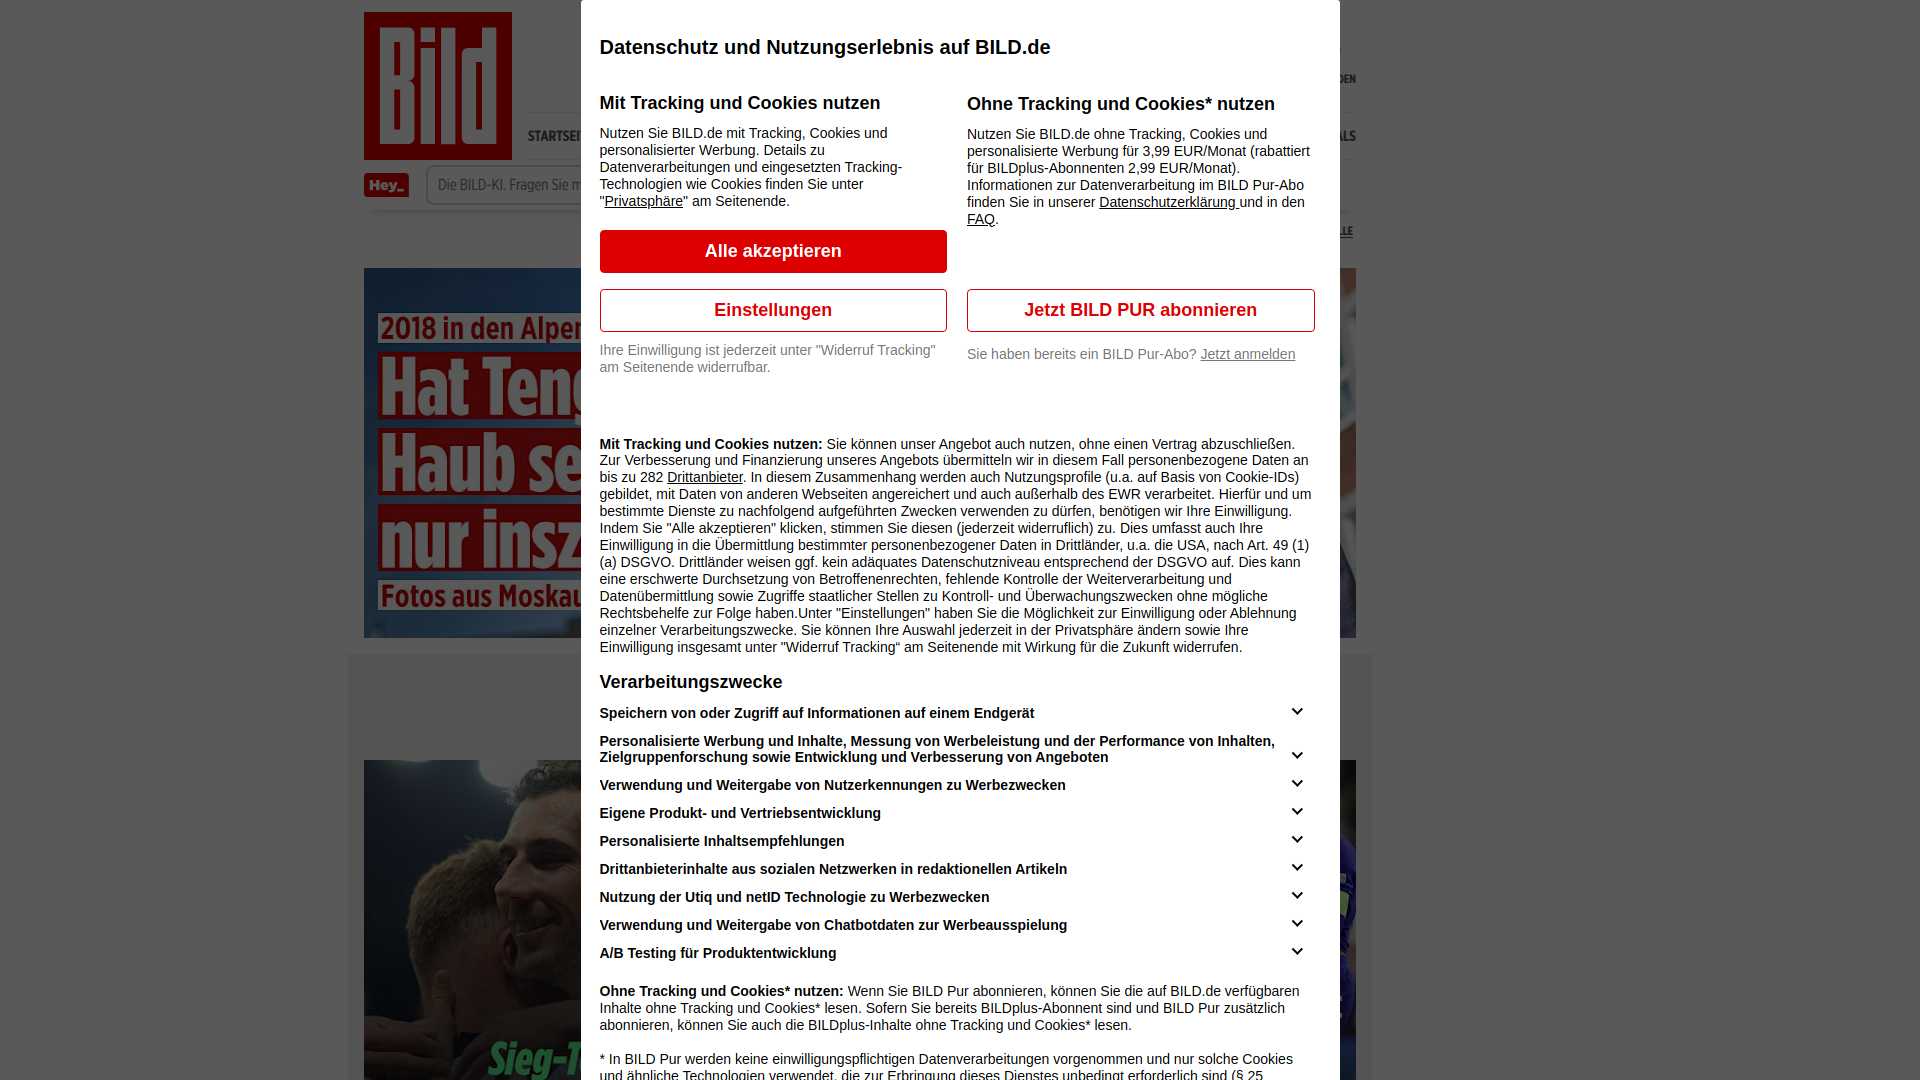 Bild
DEN
STARTSEI
ALS
Hey_
Die BILD-KI. Fragen Sie m
LLE
2018 in den Alpen
Hat Teng
Haub se
nur insz
Fotos aus Moskau
Sieg-T
Datenschutz und Nutzungserlebnis auf BILD.de
Mit Tracking und Cookies nutzen
Nutzen Sie BILD.de mit Tracking, Cookies und
personalisierter Werbung. Details zu
Datenverarbeitungen und eingesetzten Tracking-
Technologien wie Cookies finden Sie unter
"Privatsphäre" am Seitenende.
Alle akzeptieren
Einstellungen
Ihre Einwilligung ist jederzeit unter "Widerruf Tracking"
am Seitenende widerrufbar.
Ohne Tracking und Cookies* nutzen
Nutzen Sie BILD.de ohne Tracking, Cookies und
personalisierte Werbung für 3,99 EUR/Monat (rabattiert
für BILDplus-Abonnenten 2,99 EUR/Monat).
Informationen zur Datenverarbeitung im BILD Pur-Abo
finden Sie in unserer Datenschutzerklärung und in den
FAQ.
Jetzt BILD PUR abonnieren
Sie haben bereits ein BILD Pur-Abo? Jetzt anmelden
Mit Tracking und Cookies nutzen: Sie können unser Angebot auch nutzen, ohne einen Vertrag abzuschließen.
Zur Verbesserung und Finanzierung unseres Angebots übermitteln wir in diesem Fall personenbezogene Daten an
bis zu 282 Drittanbieter. In diesem Zusammenhang werden auch Nutzungsprofile (u.a. auf Basis von Cookie-IDs)
gebildet, mit Daten von anderen Webseiten angereichert und auch außerhalb des EWR verarbeitet. Hierfür und um
bestimmte Dienste zu nachfolgend aufgeführten Zwecken verwenden zu dürfen, benötigen wir Ihre Einwilligung.
Indem Sie "Alle akzeptieren" klicken, stimmen Sie diesen (jederzeit widerruflich) zu. Dies umfasst auch Ihre
Einwilligung in die Übermittlung bestimmter personenbezogener Daten in Drittländer, u.a. die USA, nach Art. 49 (1)
(a) DSGVO. Drittländer weisen ggf. kein adäquates Datenschutzniveau entsprechend der DSGVO auf. Dies kann
eine erschwerte Durchsetzung von Betroffenenrechten, fehlende Kontrolle der Weiterverarbeitung und
Datenübermittlung sowie Zugriffe staatlicher Stellen zu Kontroll- und Überwachungszwecken ohne mögliche
Rechtsbehelfe zur Folge haben.Unter "Einstellungen" haben Sie die Möglichkeit zur Einwilligung oder Ablehnung
einzelner Verarbeitungszwecke. Sie können Ihre Auswahl jederzeit in der Privatsphäre ändern sowie Ihre
Einwilligung insgesamt unter "Widerruf Tracking“ am Seitenende mit Wirkung für die Zukunft widerrufen.
Verarbeitungszwecke
Speichern von oder Zugriff auf Informationen auf einem Endgerät
Personalisierte Werbung und Inhalte, Messung von Werbeleistung und der Performance von Inhalten,
Zielgruppenforschung sowie Entwicklung und Verbesserung von Angeboten
Verwendung und Weitergabe von Nutzerkennungen zu Werbezwecken
Eigene Produkt- und Vertriebsentwicklung
Personalisierte Inhaltsempfehlungen
Drittanbieterinhalte aus sozialen Netzwerken in redaktionellen Artikeln
Nutzung der Utiq und netID Technologie zu Werbezwecken
Verwendung und Weitergabe von Chatbotdaten zur Werbeausspielung
A/B Testing für Produktentwicklung
Ohne Tracking und Cookies* nutzen: Wenn Sie BILD Pur abonnieren, können Sie die auf BILD.de verfügbaren
Inhalte ohne Tracking und Cookies* lesen. Sofern Sie bereits BILDplus-Abonnent sind und BILD Pur zusätzlich
abonnieren, können Sie auch die BILDplus-Inhalte ohne Tracking und Cookies* lesen.
* In BILD Pur werden keine einwilligungspflichtigen Datenverarbeitungen vorgenommen und nur solche Cookies
und ähnliche Technologien verwendet, die zur Erbringung dieses Dienstes unbedingt erforderlich sind (§ 25